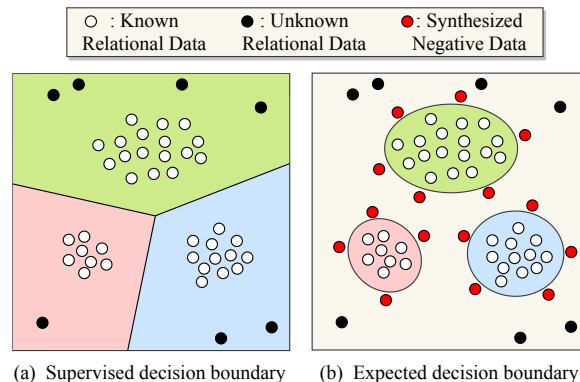 : Known Relational Data
: Unknown Relational Data
: Synthesized Negative Data
(a) Supervised decision boundary
(b) Expected decision boundary